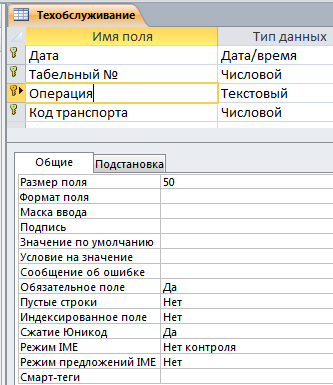 Техобслуживание
Имя поля Тип данных
Дата Дата/время
Табельный № Числовой
Операция Текстовый
Код транспорта Числовой
Общие Подстановка
Размер поля 50
Формат поля
Маска ввода
Подпись
Значение по умолчанию
Условие на значение
Сообщение об ошибке
Обязательное поле Да
Пустые строки Нет
Индексированное поле Нет
Сжатие Юникод Да
Режим IME Нет контроля
Режим предложений IME Нет
Смарт-теги